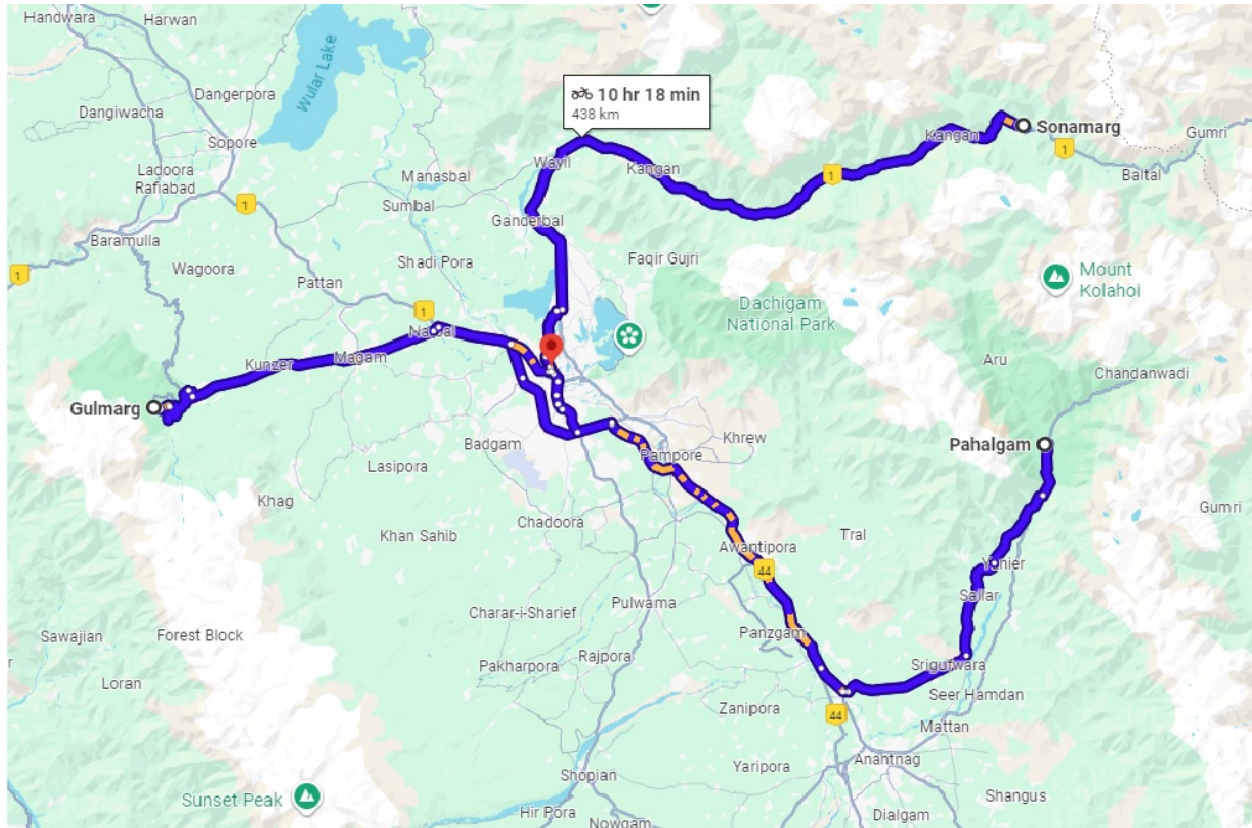 Handwara
Harwan
Dangiwacha
Dangerpora
Wular Lake
Sopore
Ladoora
Rafiabad
1
Baramulla
1
Wagoora
Pattan
Manasbal
Sumbal
Shadi Pora
1
10 hr 18 min
438 km
Wayil
Kangan
Ganderbal
Faqir Gujri
1
Kangan
Sonamarg
1
Gumri
Baltal
Mount
Kolahoi
Dachigam
National Park
Narbal
Magam
Kunzer
Gulmarg
Aru
Chandanwadi
Pahalgam
Badgam
Khrew
Pampore
Lasipora
Khag
Khan Sahib
Chadoora
Gumri
Tral
Awantipora
44
Yenier
Sallar
Charar-i-Sharief
Pulwama
Panzgam
Sawajian
Forest Block
Loran
Pakharpora
Rajpora
Srigufwara
Seer Hamdan
Zanipora
44
Mattan
Anantnag
Yaripora
Shopian
Shangus
Sunset Peak
Hir Pora
Nowgam
Dialgam